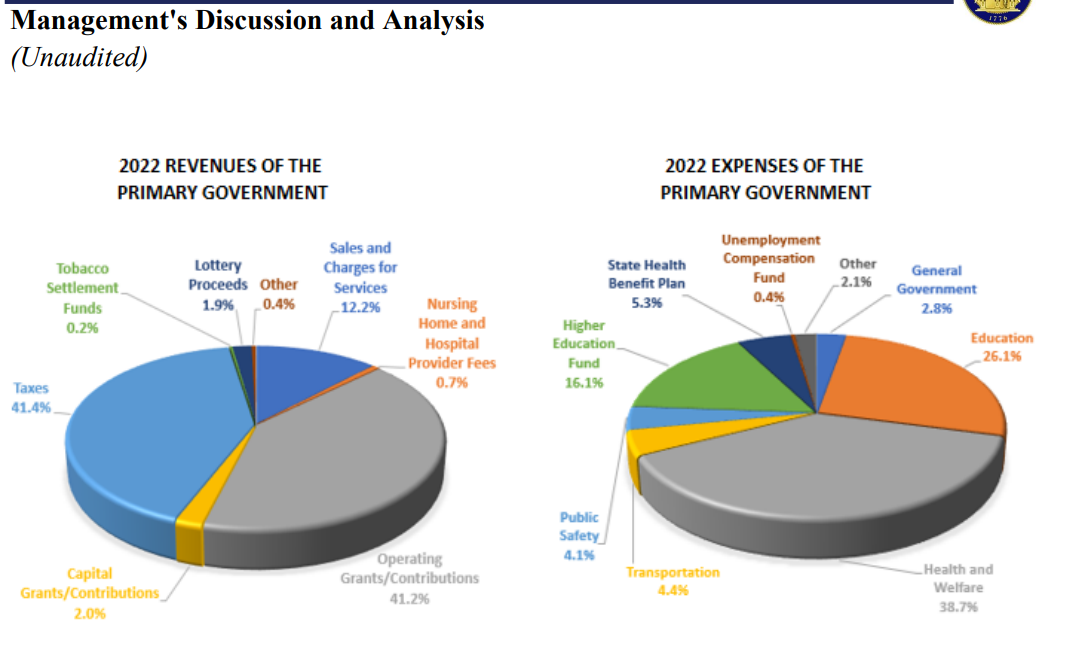 Management's Discussion and Analysis
(Unaudited)
1776
2022 REVENUES OF THE
PRIMARY GOVERNMENT
Tobacco
Settlement
Funds
0.2%
Lottery
Proceeds
1.9%
Other
0.4%
Sales and
Charges for
Services
12.2%
Nursing
Home and
Hospital
Provider Fees
0.7%
Taxes
41.4%
Capital
Grants/Contributions
2.0%
Operating
Grants/Contributions
41.2%
2022 EXPENSES OF THE
PRIMARY GOVERNMENT
State Health
Benefit Plan
5.3%
Unemployment
Compensation
Fund
0.4%
Other
2.1%
General
Government
2.8%
Higher
Education
Fund
16.1%
Education
26.1%
Public
Safety
4.1%
Transportation
4.4%
Health and
Welfare
38.7%